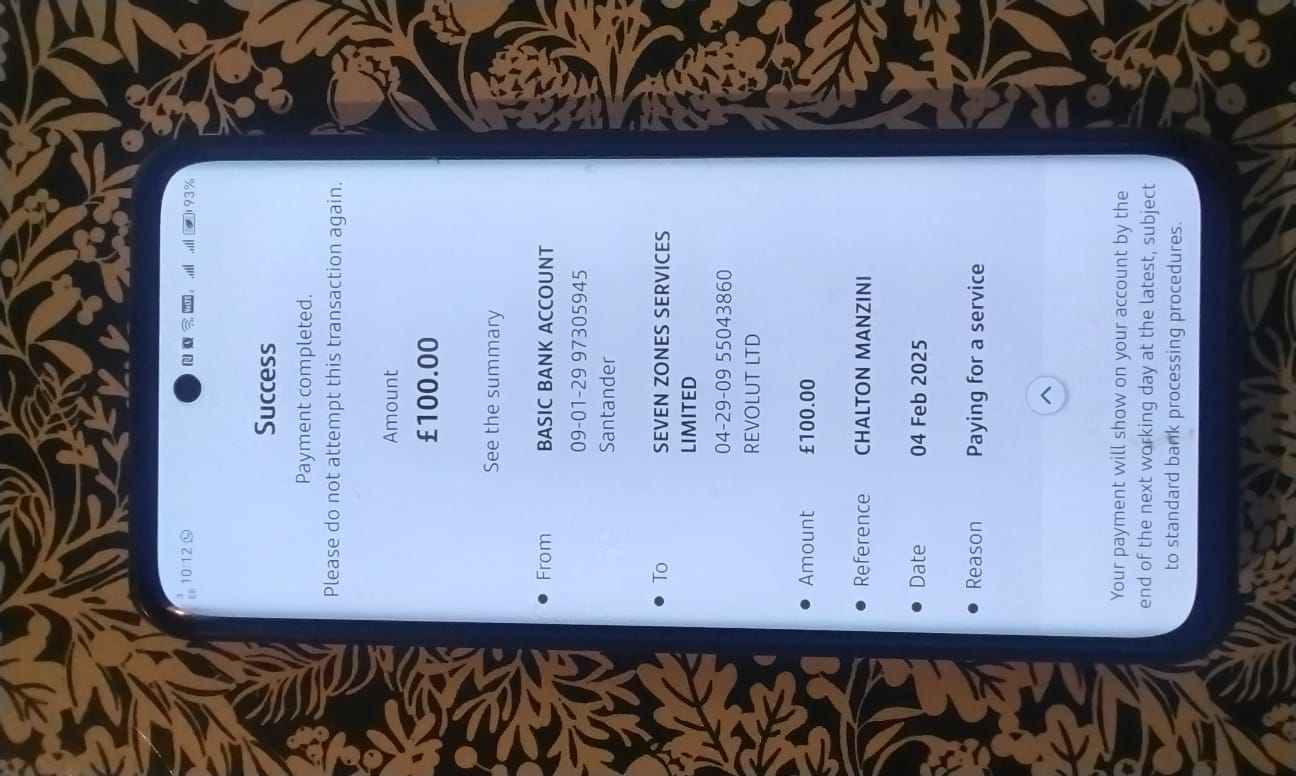 3
EE 10:12 93%
Success
Payment completed.
Please do not attempt this transaction again.
Amount
£100.00
See the summary
• From BASIC BANK ACCOUNT
09-01-29 97305945
Santander
• To SEVEN ZONES SERVICES
LIMITED
04-29-09 55043860
REVOLUT LTD
• Amount £100.00
• Reference CHALTON MANZINI
• Date 04 Feb 2025
• Reason Paying for a service
Your payment will show on your account by the
end of the next working day at the latest, subject
to standard bank processing procedures.